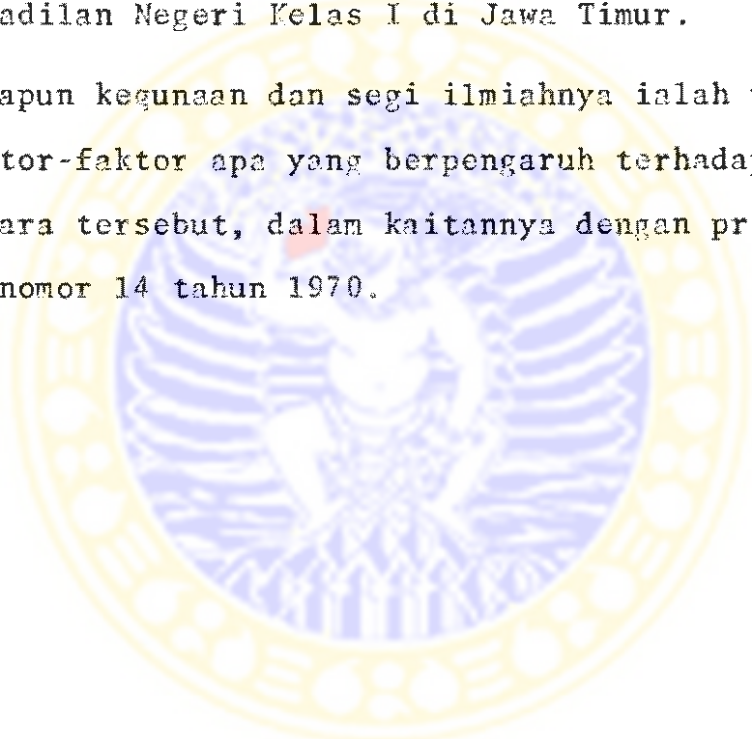 adilan Negeri Kelas I di Jawa Timur.
apun kegunaan dan segi ilmiahnya ialah
tor-faktor apa yang berpengaruh terhadap
ara tersebut, dalam kaitannya dengan pr
nomor 14 tahun 1970.